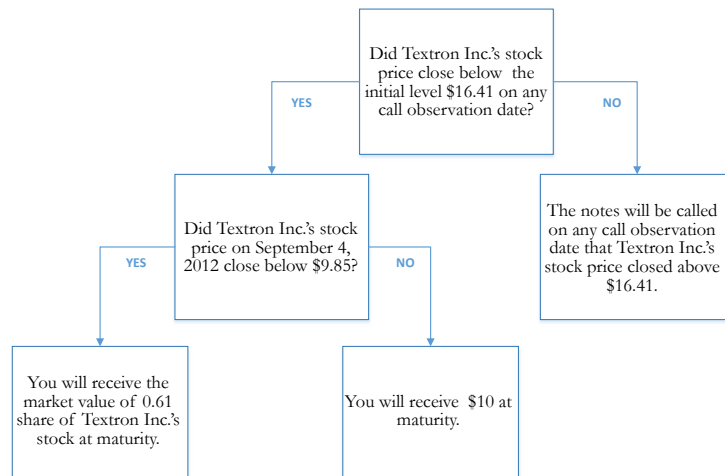 Did Textron Inc.'s stock
price close below the
initial level $16.41 on any
call observation date?
YES
NO
Did Textron Inc.'s stock
price on September 4,
2012 close below $9.85?
The notes will be called
on any call observation
date that Textron Inc.'s
stock price closed above
$16.41.
YES
NO
You will receive the
market value of 0.61
share of Textron Inc.'s
stock at maturity.
You will receive $10 at
maturity.